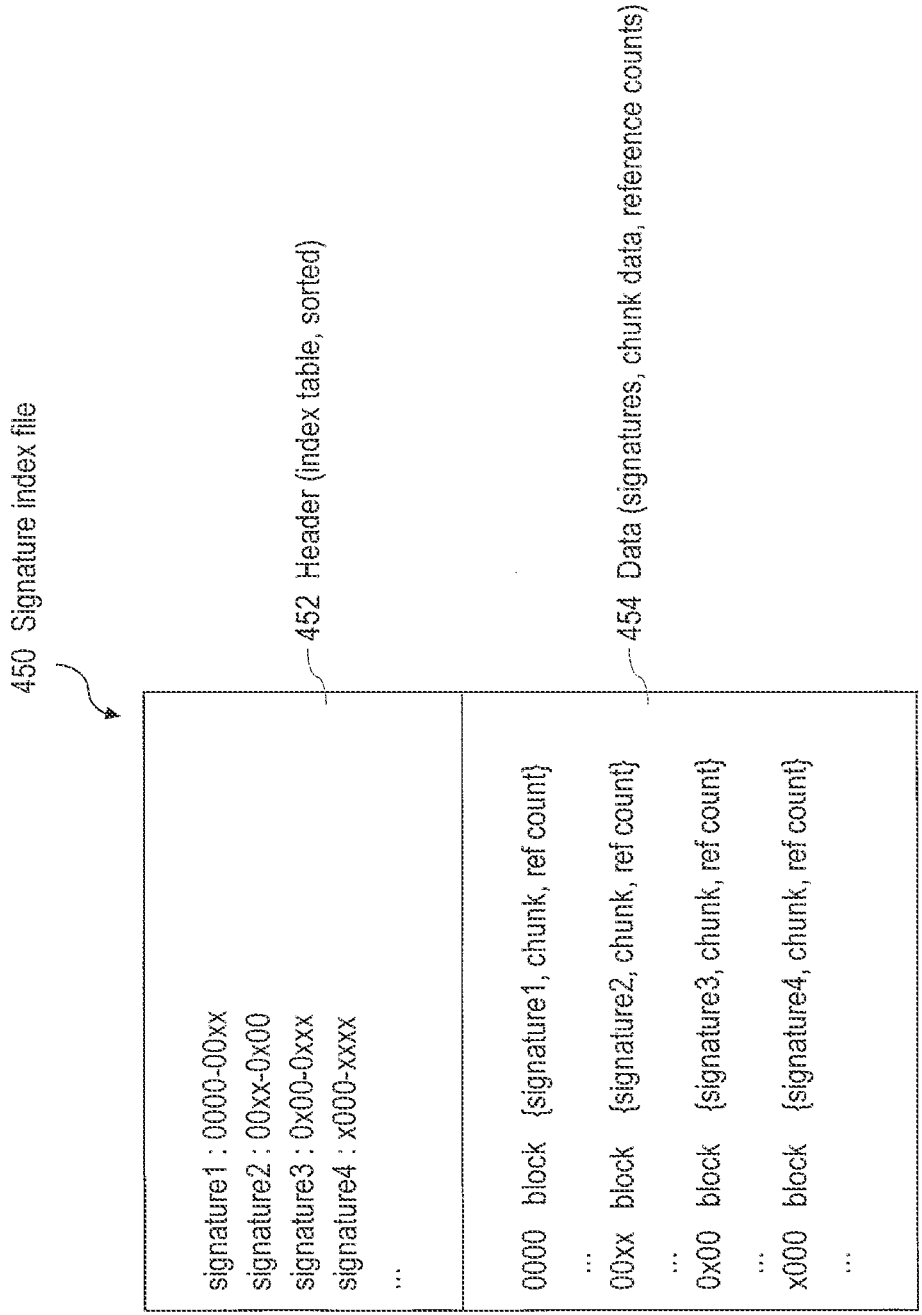 450 Signature index file
signature1 : 0000-00xx
signature2 : 00xx-0x00
signature3 : 0x00-0xxx
signature4 : x000-xxxx
...
452 Header (index table, sorted)
0000 block {signature1, chunk, ref count}
...
00xx block {signature2, chunk, ref count}
...
0x00 block {signature3, chunk, ref count}
...
x000 block {signature4, chunk, ref count}
...
454 Data (signatures, chunk data, reference counts)